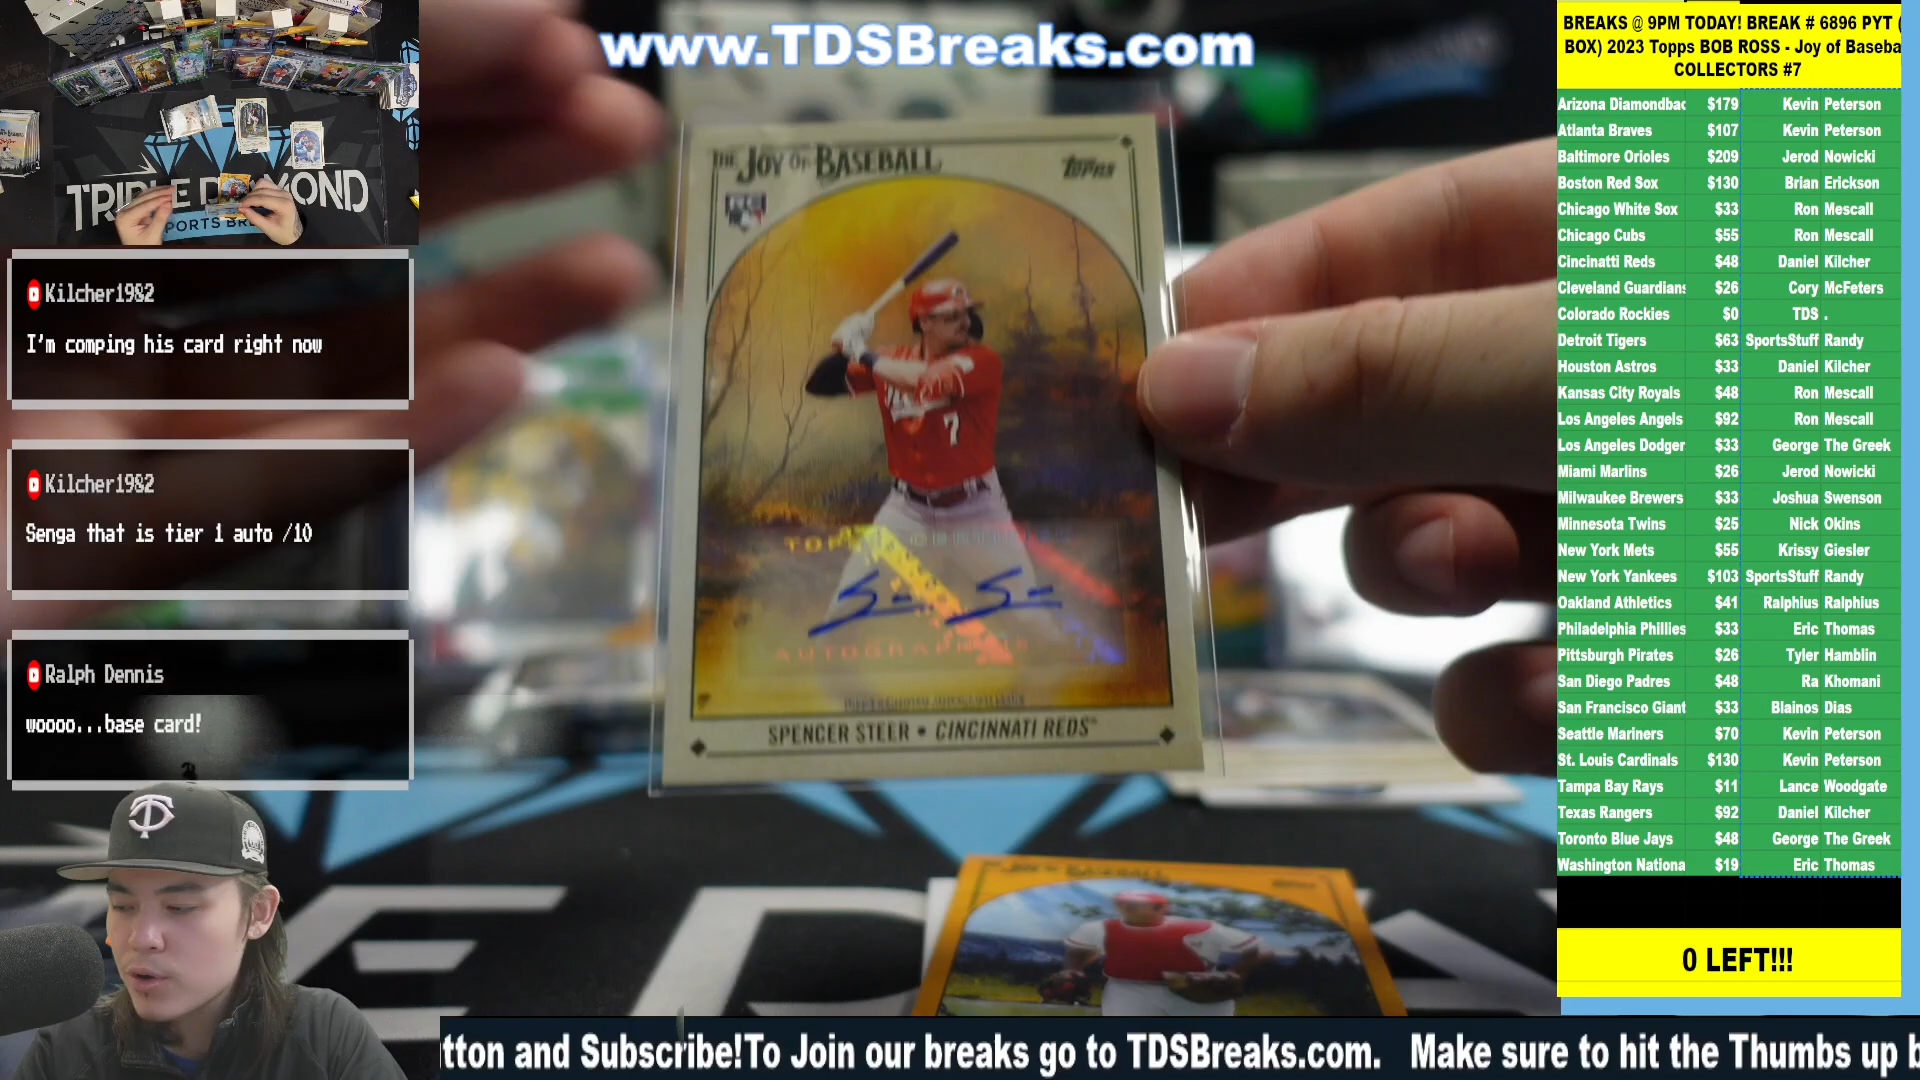 www.TDSBreaks.com
TRIPLE DIAMOND
SPORTS BRE
Kilcher1982
I'm comping his card right now
Kilcher1982
Senga that is tier 1 auto /10
Ralph Dennis
woooo...base card!
THE JOY OF BASEBALL
TOPPS
7
AUTOGRAPH
SPENCER STEER • CINCINNATI REDS
BREAKS @ 9PM TODAY! BREAK # 6896 PYT (
BOX) 2023 Topps BOB ROSS - Joy of Baseba
COLLECTORS #7
Arizona Diamondbac $179 Kevin Peterson
Atlanta Braves $107 Kevin Peterson
Baltimore Orioles $209 Jerod Nowicki
Boston Red Sox $130 Brian Erickson
Chicago White Sox $33 Ron Mescall
Chicago Cubs $55 Ron Mescall
Cincinatti Reds $48 Daniel Kilcher
Cleveland Guardians $26 Cory McFeters
Colorado Rockies $0 TDS .
Detroit Tigers $63 SportsStuff Randy
Houston Astros $33 Daniel Kilcher
Kansas City Royals $48 Ron Mescall
Los Angeles Angels $92 Ron Mescall
Los Angeles Dodger $33 George The Greek
Miami Marlins $26 Jerod Nowicki
Milwaukee Brewers $33 Joshua Swenson
Minnesota Twins $25 Nick Okins
New York Mets $55 Krissy Giesler
New York Yankees $103 SportsStuff Randy
Oakland Athletics $41 Ralphius Ralphius
Philadelphia Phillies $33 Eric Thomas
Pittsburgh Pirates $26 Tyler Hamblin
San Diego Padres $48 Ra Khomani
San Francisco Giant $33 Blainos Dias
Seattle Mariners $70 Kevin Peterson
St. Louis Cardinals $130 Kevin Peterson
Tampa Bay Rays $11 Lance Woodgate
Texas Rangers $92 Daniel Kilcher
Toronto Blue Jays $48 George The Greek
Washington Nationa $19 Eric Thomas
0 LEFT!!!
tton and Subscribe!To Join our breaks go to TDSBreaks.com. Make sure to hit the Thumbs up b